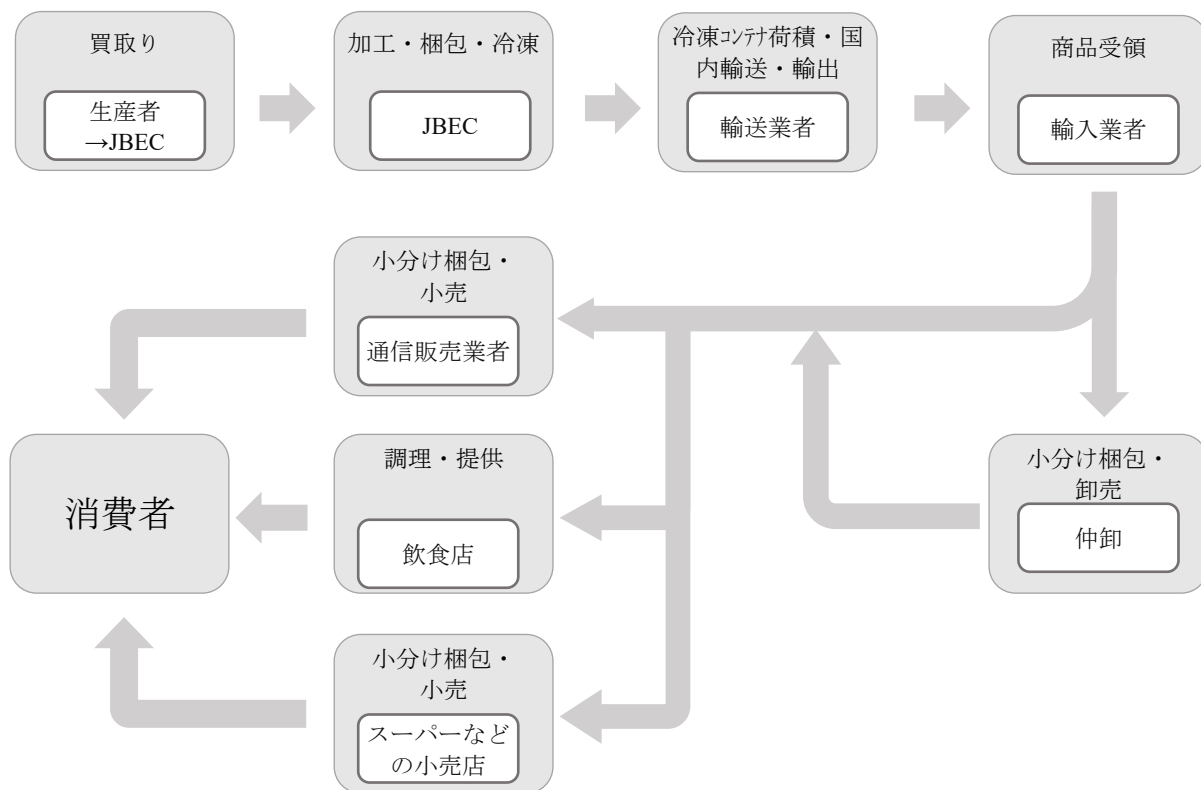 買取り
生産者
→JBEC
加工・梱包・冷凍
JBEC
冷凍ｺﾝﾃﾅ荷積・国
内輸送・輸出
輸送業者
商品受領
輸入業者
小分け梱包・
小売
通信販売業者
消費者
調理・提供
飲食店
小分け梱包・
卸売
仲卸
小分け梱包・
小売
スーパーなど
の小売店